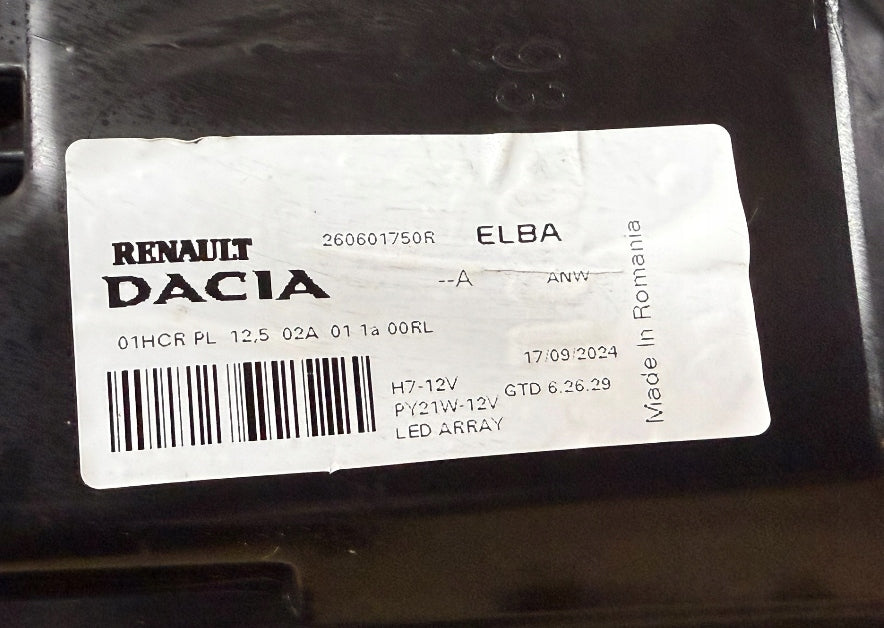 RENAULT
DACIA
260601750R ELBA
--A ANW
01HCR PL 12,5 02A 01 1a 00RL
17/09/2024
H7-12V
GTD 6.26.29
PY21W-12V
LED ARRAY
Made In Romania